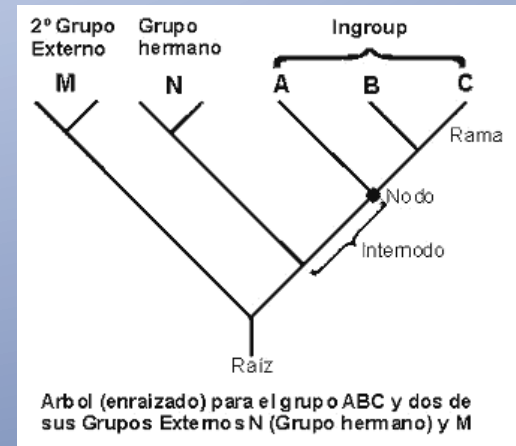 2º Grupo Externo
Grupo hermano
Ingroup
M
N
A
B
C
Rama
Nodo
Internodo
Raíz
Arbol (enraizado) para el grupo ABC y dos de
sus Grupos Externos N (Grupo hermano) y M